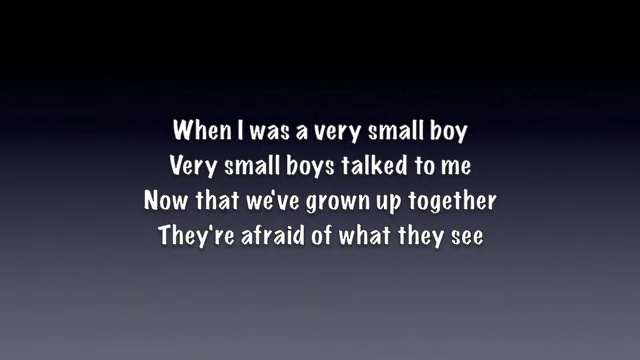 When I was a very small boy
Very small boys talked to me
Now that we've grown up together
They're afraid of what they see